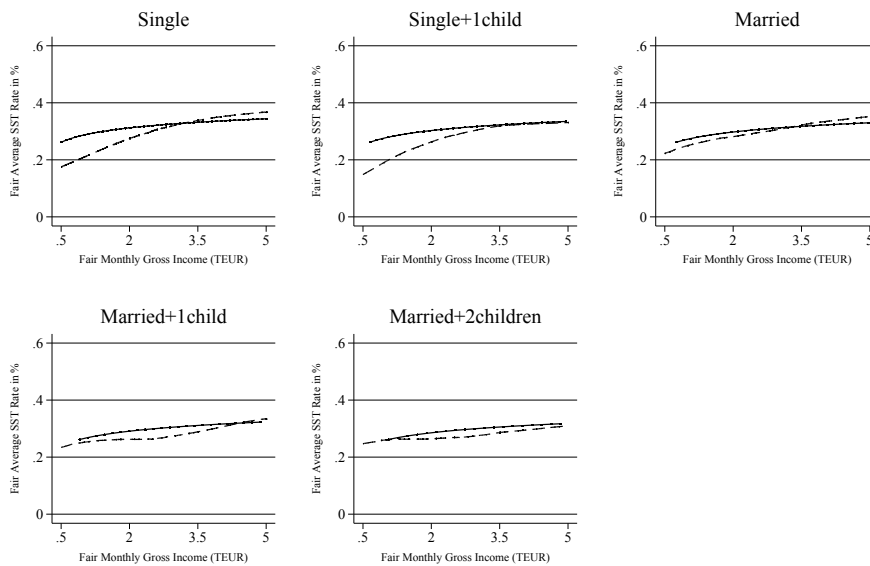 Single
Fair Average SST Rate in %
.6
.4
.2
0
.5 2 3.5 5
Fair Monthly Gross Income (TEUR)
Single+1child
Fair Average SST Rate in %
.6
.4
.2
0
.5 2 3.5 5
Fair Monthly Gross Income (TEUR)
Married
Fair Average SST Rate in %
.6
.4
.2
0
.5 2 3.5 5
Fair Monthly Gross Income (TEUR)
Married+1child
Fair Average SST Rate in %
.6
.4
.2
0
.5 2 3.5 5
Fair Monthly Gross Income (TEUR)
Married+2children
Fair Average SST Rate in %
.6
.4
.2
0
.5 2 3.5 5
Fair Monthly Gross Income (TEUR)